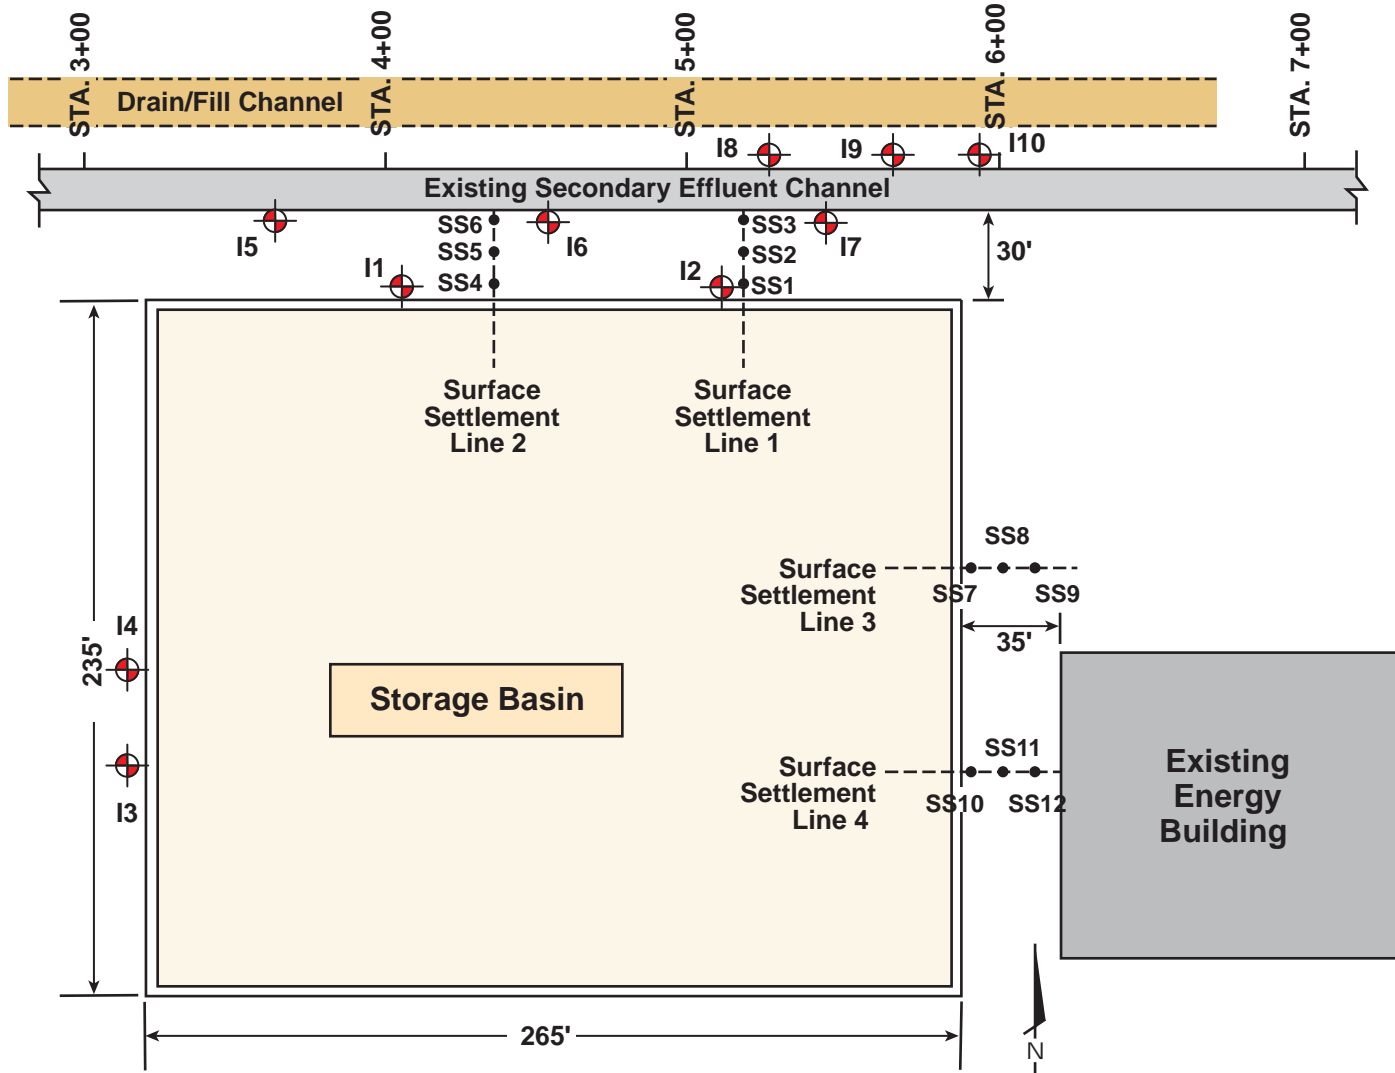 STA. 3+00
STA. 4+00
STA. 5+00
STA. 6+00
STA. 7+00
Drain/Fill Channel
I8
I9
I10
Existing Secondary Effluent Channel
I5
SS6
SS5
SS4
I6
SS3
SS2
SS1
I7
30'
I1
I2
Surface
Settlement
Line 2
Surface
Settlement
Line 1
SS8
Surface
Settlement
Line 3
SS7
SS9
35'
I4
235'
I3
Storage Basin
Surface
Settlement
Line 4
SS11
SS10
SS12
Existing
Energy
Building
265'
N